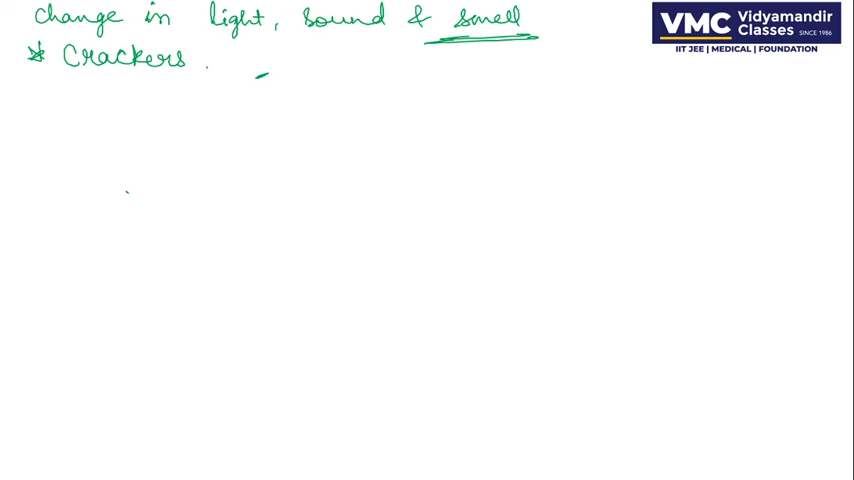 change in light, sound & smell
* Crackers.
VMC Vidyamandir Classes SINCE 1986
IIT JEE | MEDICAL | FOUNDATION